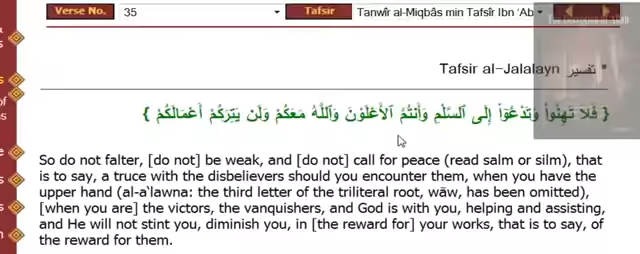 Verse No. 35 Tafsir Tanwîr al-Miqbâs min Tafsîr Ibn 'Ab
* تفسير Tafsir al-Jalalayn
{ فَلاَ تَهِنُواْ وَتَدْعُوۤاْ إِلَى ٱلسَّلْمِ وَأَنتُمُ ٱلأَعْلَوْنَ وَٱللَّهُ مَعَكُمْ وَلَن يَتِرَكُمْ أَعْمَالَكُمْ }
So do not falter, [do not] be weak, and [do not] call for peace (read salm or silm), that
is to say, a truce with the disbelievers should you encounter them, when you have the
upper hand (al-a‘lawna: the third letter of the triliteral root, wāw, has been omitted),
[when you are] the victors, the vanquishers, and God is with you, helping and assisting,
and He will not stint you, diminish you, in [the reward for] your works, that is to say, of
the reward for them.